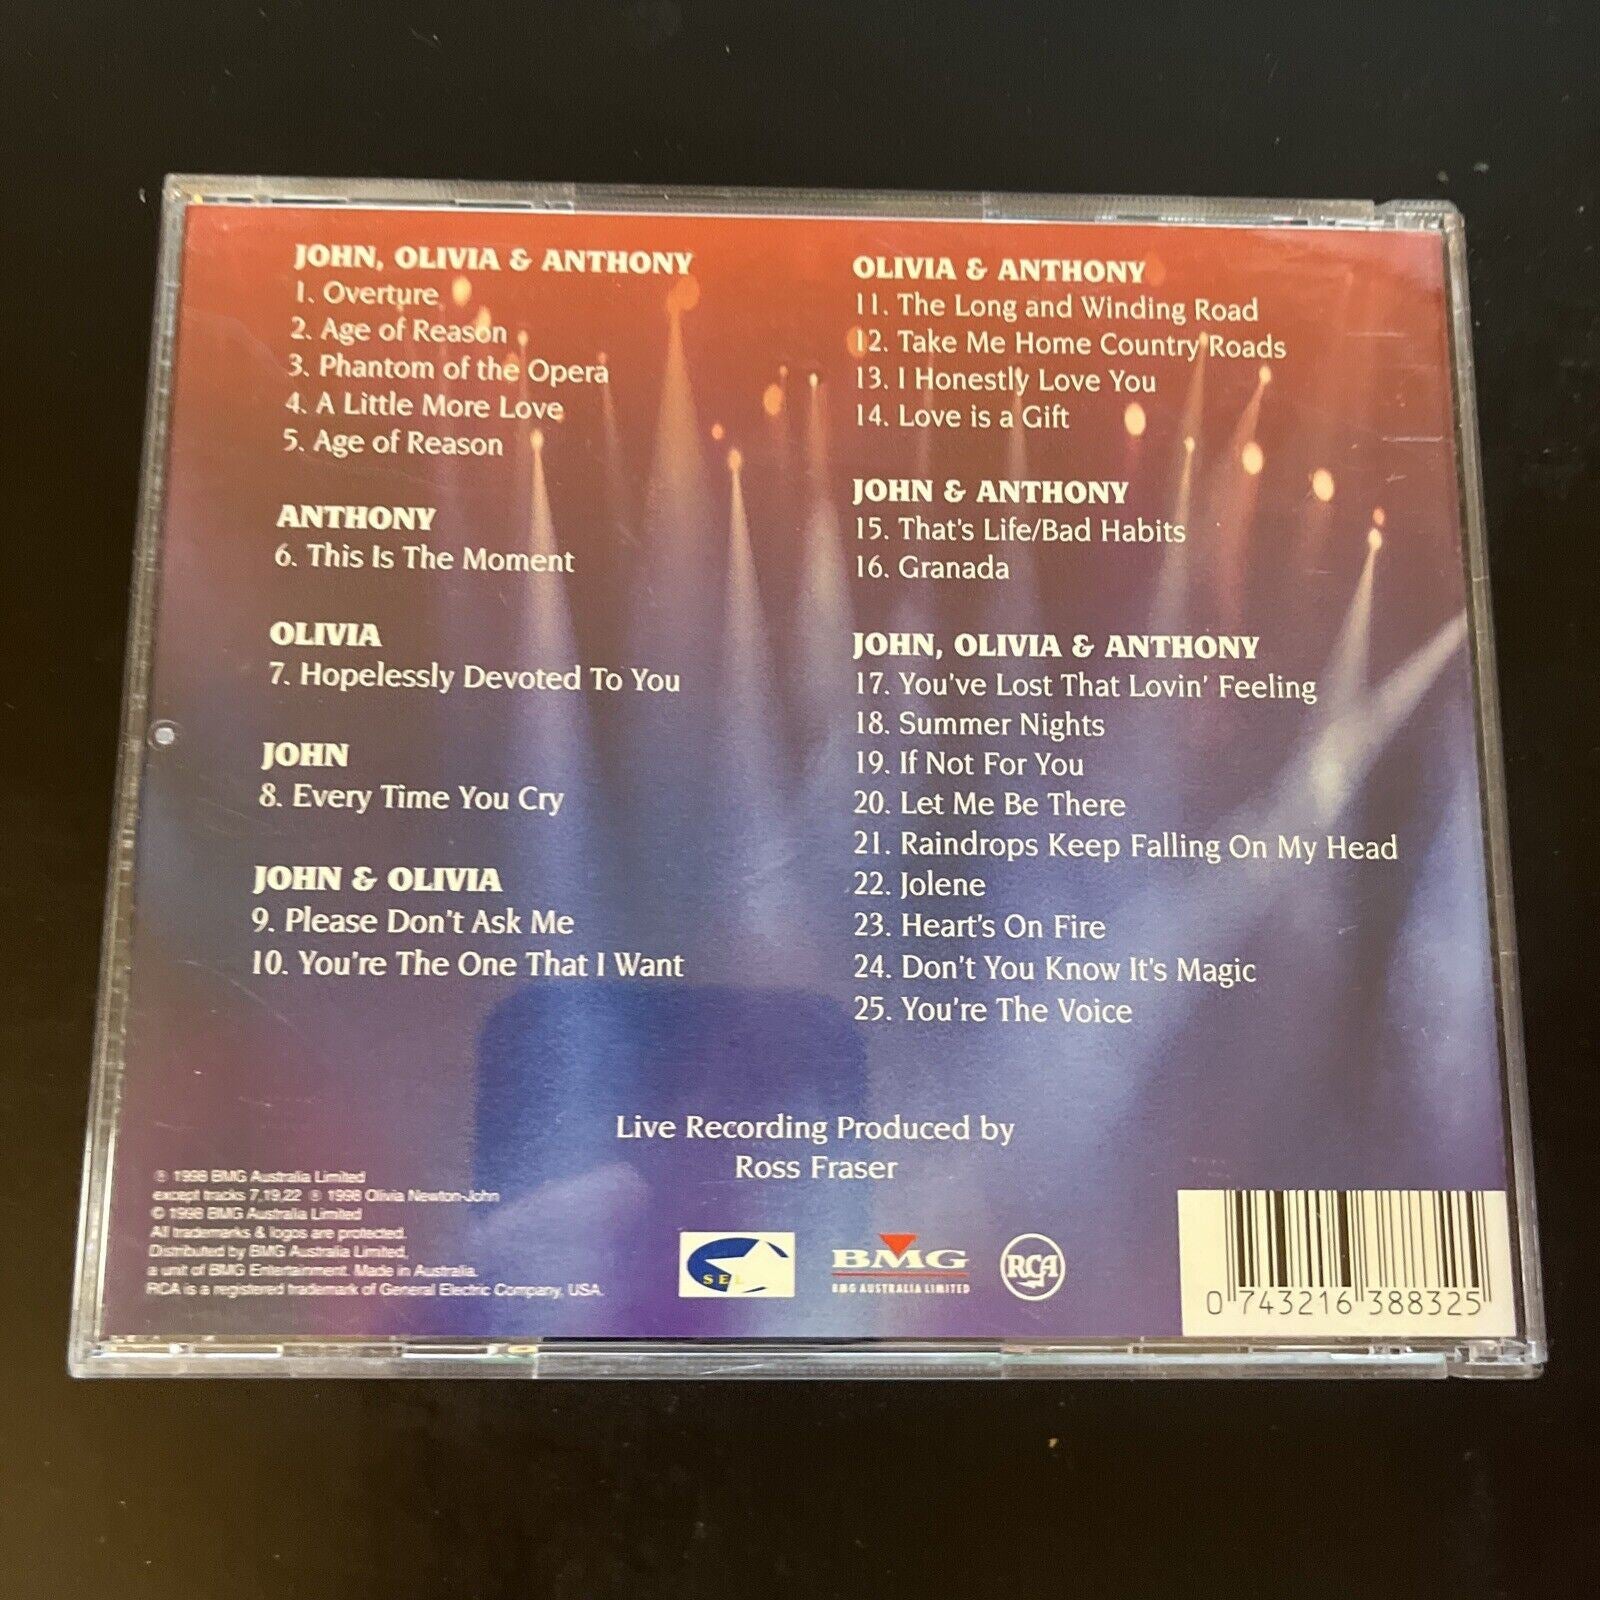 JOHN, OLIVIA & ANTHONY
1. Overture
2. Age of Reason
3. Phantom of the Opera
4. A Little More Love
5. Age of Reason
ANTHONY
6. This Is The Moment
OLIVIA
7. Hopelessly Devoted To You
JOHN
8. Every Time You Cry
JOHN & OLIVIA
9. Please Don't Ask Me
10. You're The One That I Want
OLIVIA & ANTHONY
11. The Long and Winding Road
12. Take Me Home Country Roads
13. I Honestly Love You
14. Love is a Gift
JOHN & ANTHONY
15. That's Life/Bad Habits
16. Granada
JOHN, OLIVIA & ANTHONY
17. You've Lost That Lovin' Feeling
18. Summer Nights
19. If Not For You
20. Let Me Be There
21. Raindrops Keep Falling On My Head
22. Jolene
23. Heart's On Fire
24. Don't You Know It's Magic
25. You're The Voice
Live Recording Produced by
Ross Fraser
℗ 1998 BMG Australia Limited
except tracks 7,19,22 ℗ 1998 Olivia Newton-John
© 1998 BMG Australia Limited
All trademarks & logos are protected.
Distributed by BMG Australia Limited,
a unit of BMG Entertainment. Made in Australia.
RCA is a registered trademark of General Electric Company, USA.
SEL
BMG
BMG AUSTRALIA LIMITED
RCA
0 743216 388325